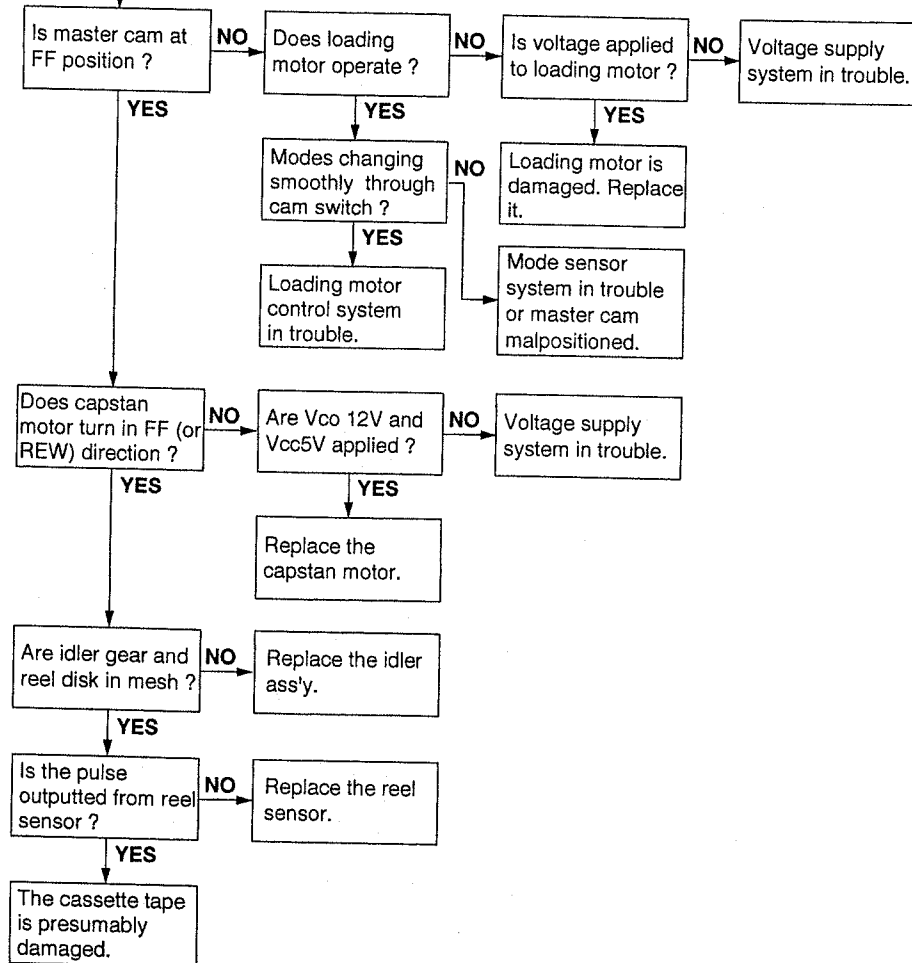 Is master cam at
FF position ?
NO
Does loading
motor operate ?
NO
Is voltage applied
to loading motor ?
NO
Voltage supply
system in trouble.
YES
YES
YES
Modes changing
smoothly through
cam switch ?
NO
Loading motor is
damaged. Replace
it.
YES
Loading motor
control system
in trouble.
Mode sensor
system in trouble
or master cam
malpositioned.
Does capstan
motor turn in FF (or
REW) direction ?
NO
Are Vco 12V and
Vcc5V applied ?
NO
Voltage supply
system in trouble.
YES
YES
Replace the
capstan motor.
Are idler gear and
reel disk in mesh ?
NO
Replace the idler
ass'y.
YES
Is the pulse
outputted from reel
sensor ?
NO
Replace the reel
sensor.
YES
The cassette tape
is presumably
damaged.